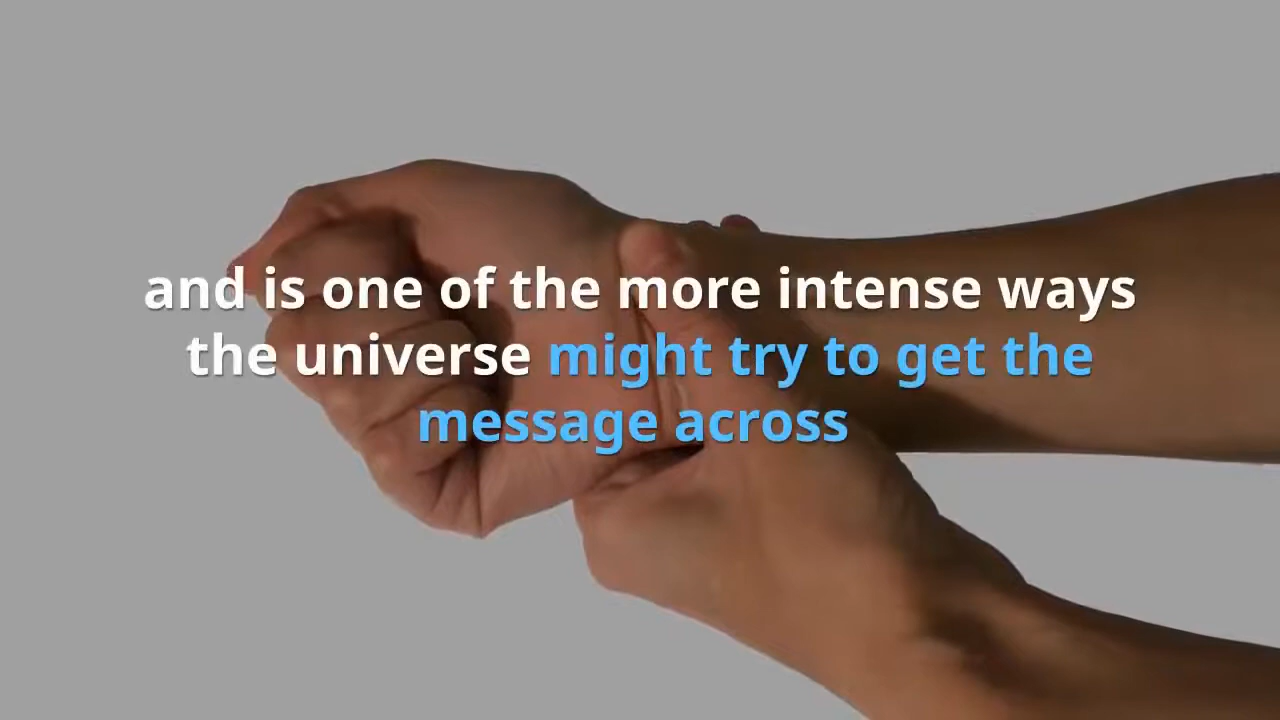 and is one of the more intense ways
the universe might try to get the
message across